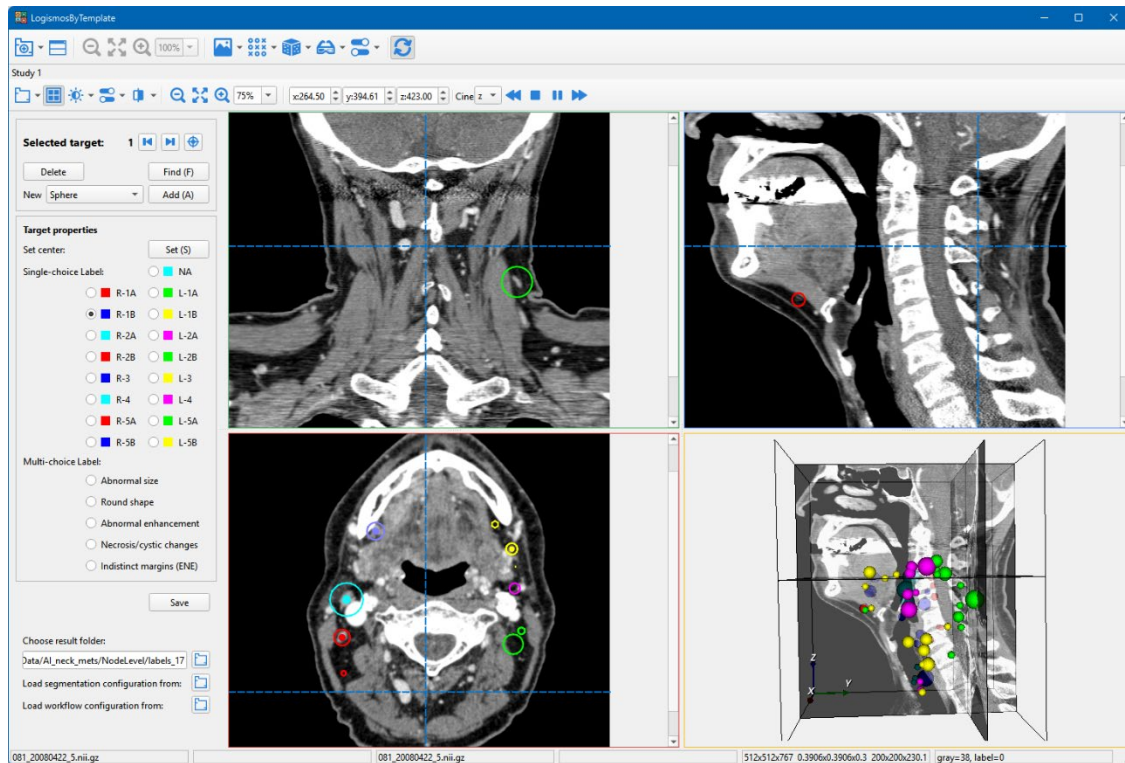 LogismosByTemplate
100%
Study 1
75% x:264.50 y:394.61 z:423.00 Cine z
Selected target: 1
Delete Find (F)
New Sphere Add (A)
Target properties
Set center: Set (S)
Single-choice Label: NA
R-1A L-1A
R-1B L-1B
R-2A L-2A
R-2B L-2B
R-3 L-3
R-4 L-4
R-5A L-5A
R-5B L-5B
Multi-choice Label:
Abnormal size
Round shape
Abnormal enhancement
Necrosis/cystic changes
Indistinct margins (ENE)
Save
Choose result folder:
Data/AI_neck_mets/NodeLevel/labels_17
Load segmentation configuration from:
Load workflow configuration from:
Z
X Y
081_20080422_5.nii.gz 081_20080422_5.nii.gz 512x512x767 0.3906x0.3906x0.3 200x200x230.1 gray=38, label=0